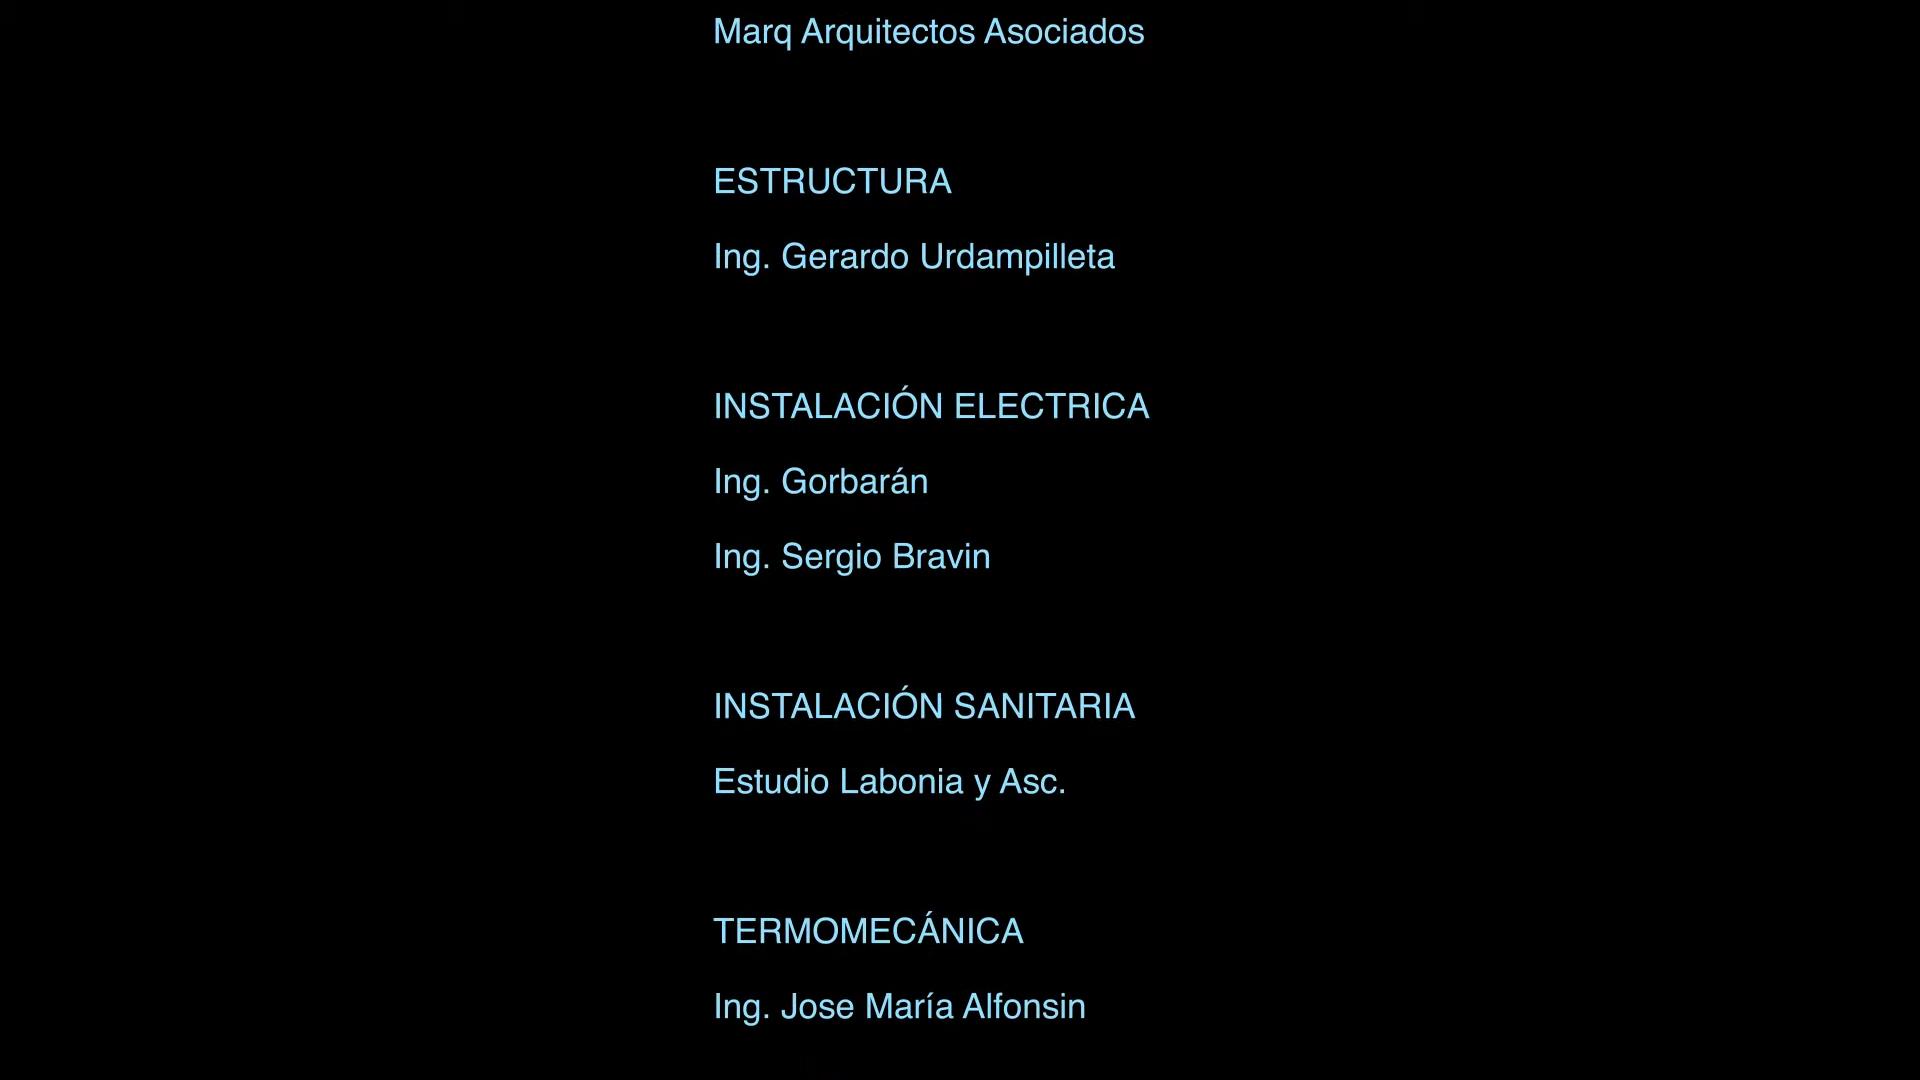 Marq Arquitectos Asociados
ESTRUCTURA
Ing. Gerardo Urdampilleta
INSTALACIÓN ELECTRICA
Ing. Gorbarán
Ing. Sergio Bravin
INSTALACIÓN SANITARIA
Estudio Labonia y Asc.
TERMOMECÁNICA
Ing. Jose María Alfonsin